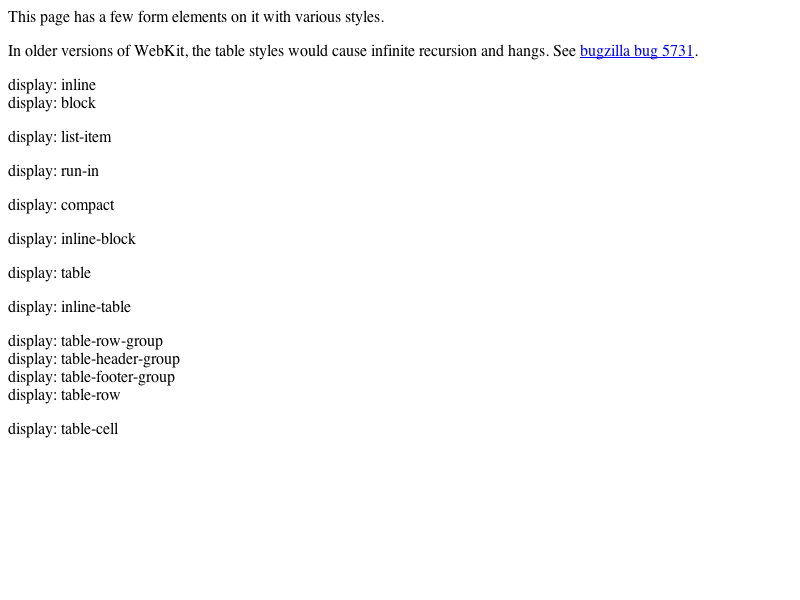 This page has a few form elements on it with various styles.
In older versions of WebKit, the table styles would cause infinite recursion and hangs. See bugzilla bug 5731.
display: inline
display: block
display: list-item
display: run-in
display: compact
display: inline-block
display: table
display: inline-table
display: table-row-group
display: table-header-group
display: table-footer-group
display: table-row
display: table-cell